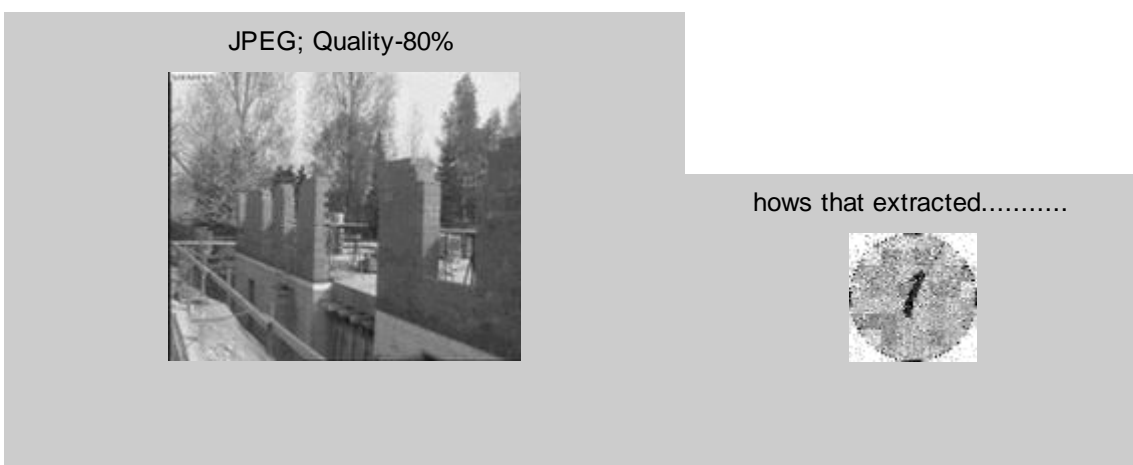 JPEG; Quality-80%
hows that extracted...........